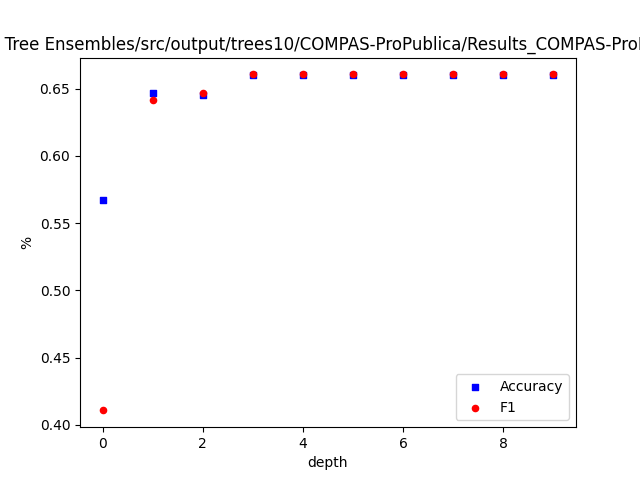 Tree Ensembles/src/output/trees10/COMPAS-ProPublica/Results_COMPAS-ProP
0.65
0.60
0.55
0.50
0.45
0.40
%
0 2 4 6 8
depth
Accuracy
F1